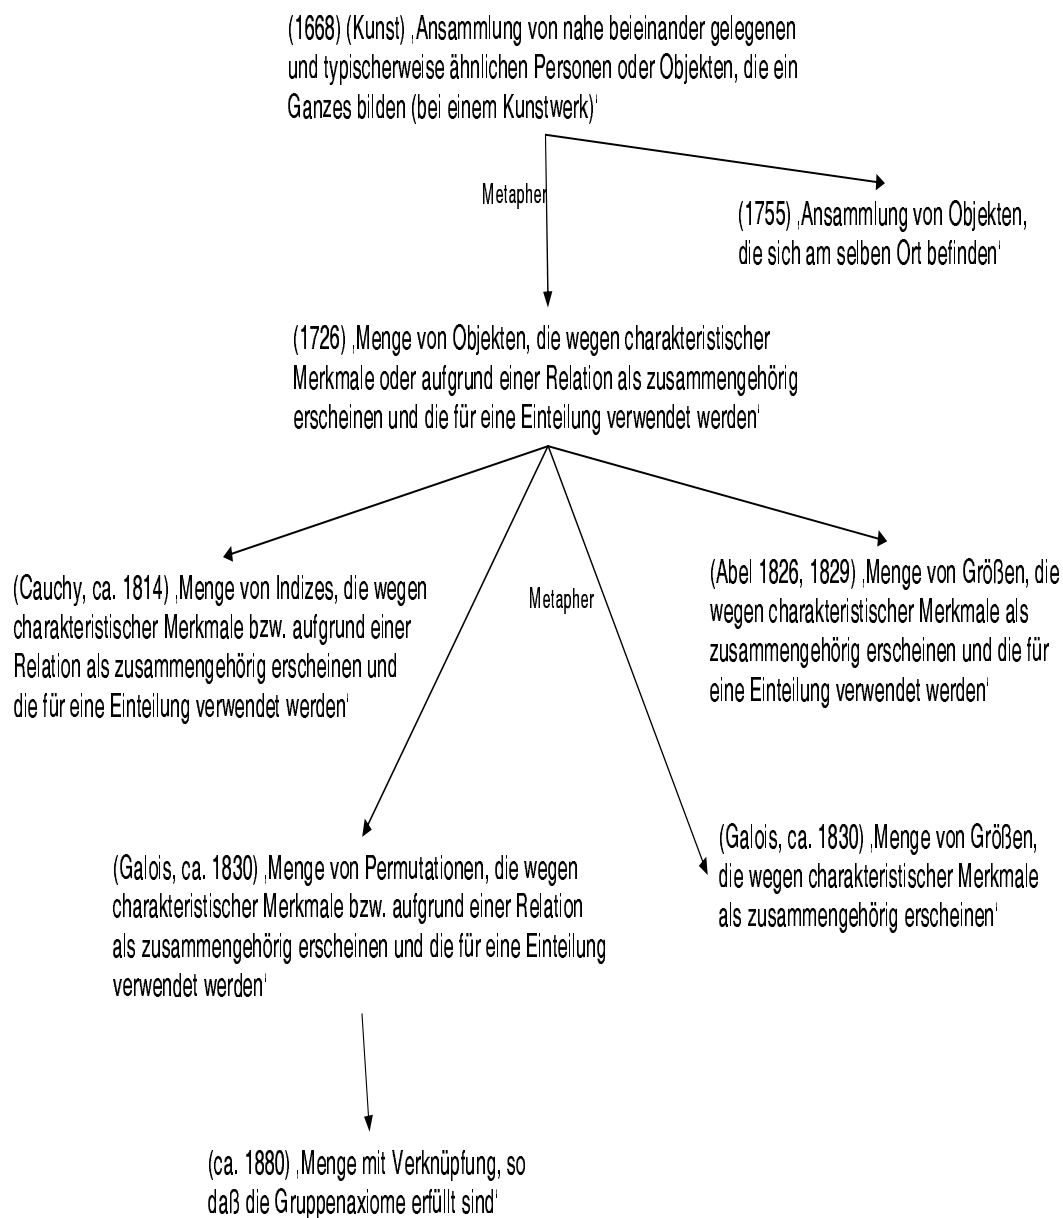 (1668) (Kunst) ‚Ansammlung von nahe beieinander gelegenen
und typischerweise ähnlichen Personen oder Objekten, die ein
Ganzes bilden (bei einem Kunstwerk)‘
Metapher
(1755) ‚Ansammlung von Objekten,
die sich am selben Ort befinden‘
(1726) ‚Menge von Objekten, die wegen charakteristischer
Merkmale oder aufgrund einer Relation als zusammengehörig
erscheinen und die für eine Einteilung verwendet werden‘
(Cauchy, ca. 1814) ‚Menge von Indizes, die wegen
charakteristischer Merkmale bzw. aufgrund einer
Relation als zusammengehörig erscheinen und
die für eine Einteilung verwendet werden‘
Metapher
(Abel 1826, 1829) ‚Menge von Größen, die
wegen charakteristischer Merkmale als
zusammengehörig erscheinen und die für
eine Einteilung verwendet werden‘
(Galois, ca. 1830) ‚Menge von Permutationen, die wegen
charakteristischer Merkmale bzw. aufgrund einer Relation
als zusammengehörig erscheinen und die für eine Einteilung
verwendet werden‘
(Galois, ca. 1830) ‚Menge von Größen,
die wegen charakteristischer Merkmale
als zusammengehörig erscheinen‘
(ca. 1880) ‚Menge mit Verknüpfung, so
daß die Gruppenaxiome erfüllt sind‘